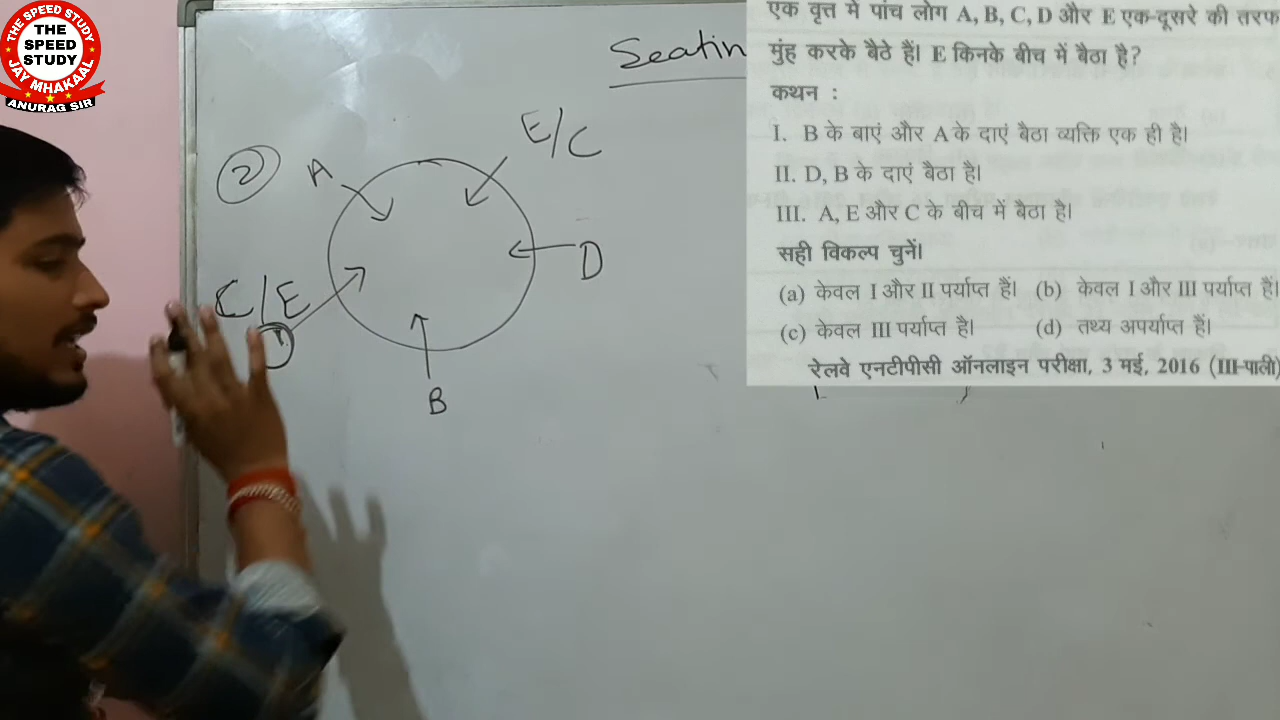 THE SPEED STUDY
THE
SPEED
STUDY
JAY MHAKAAL
ANURAG SIR
Seatin
एक वृत्त में पांच लोग A, B, C, D और E एक-दूसरे की तरफ
मुंह करके बैठे हैं। E किनके बीच में बैठा है?
कथन :
I. B के बाएं और A के दाएं बैठा व्यक्ति एक ही है।
II. D, B के दाएं बैठा है।
III. A, E और C के बीच में बैठा है।
सही विकल्प चुनें।
(a) केवल I और II पर्याप्त हैं। (b) केवल I और III पर्याप्त हैं।
(c) केवल III पर्याप्त है। (d) तथ्य अपर्याप्त हैं।
रेलवे एनटीपीसी ऑनलाइन परीक्षा, 3 मई, 2016 (III-पाली)
2
A
E/C
D
C/E
B